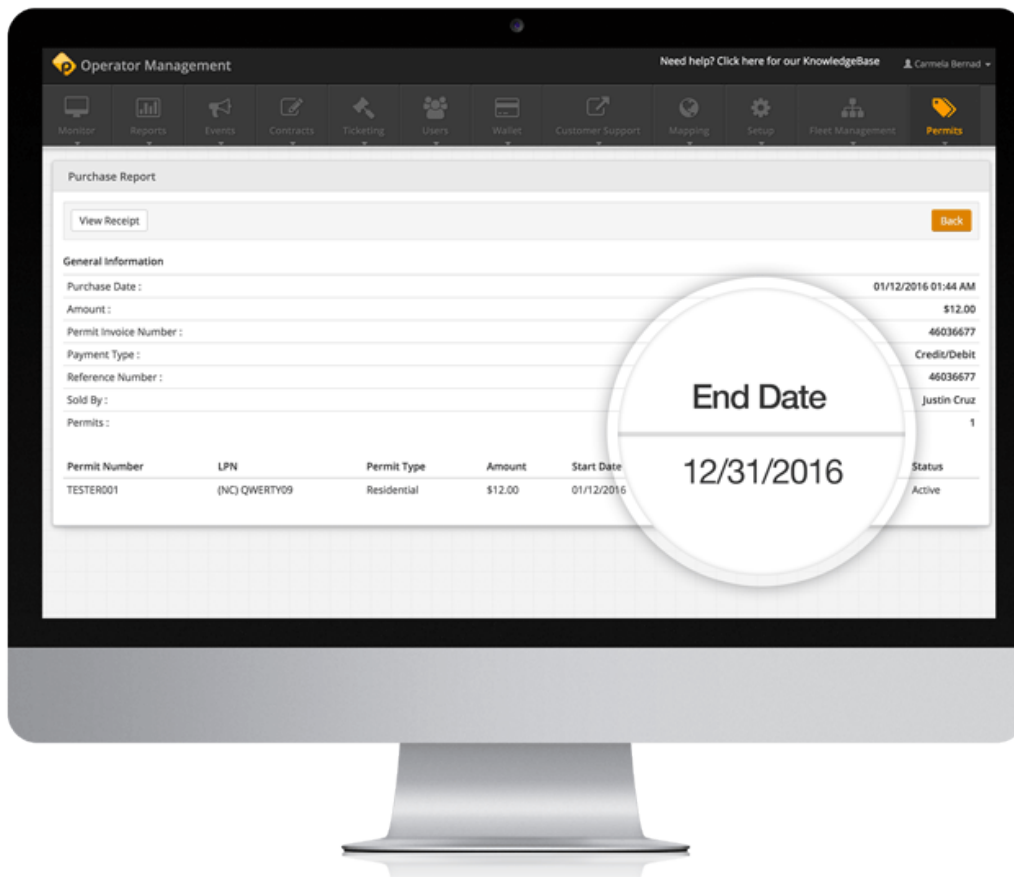 P Operator Management Need help? Click here for our KnowledgeBase Carmela Bernad
Monitor Reports Events Contracts Ticketing Users Wallet Customer Support Mapping Setup Fleet Management Permits
Purchase Report
View Receipt Back
General Information
Purchase Date : 01/12/2016 01:44 AM
Amount : $12.00
Permit Invoice Number : 46036677
Payment Type : Credit/Debit
Reference Number : 46036677
Sold By : Justin Cruz
Permits : 1
End Date
12/31/2016
Permit Number LPN Permit Type Amount Start Date Status
TESTER001 (NC) QWERTY09 Residential $12.00 01/12/2016 Active